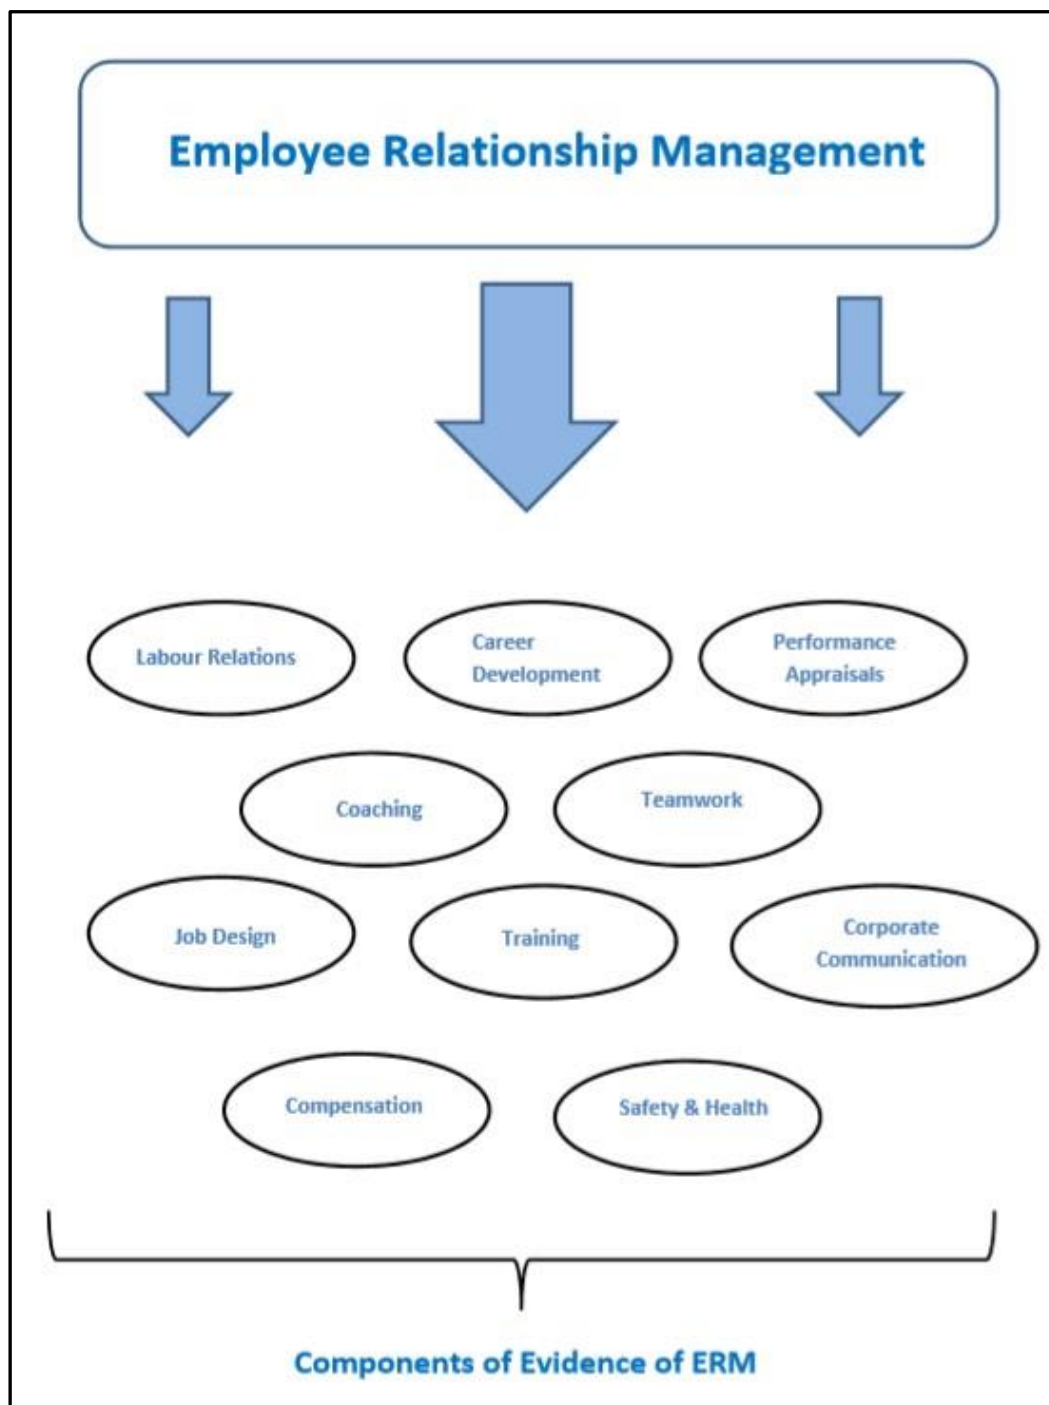 Employee Relationship Management
Labour Relations
Career
Development
Performance
Appraisals
Coaching
Teamwork
Job Design
Training
Corporate
Communication
Compensation
Safety & Health
Components of Evidence of ERM